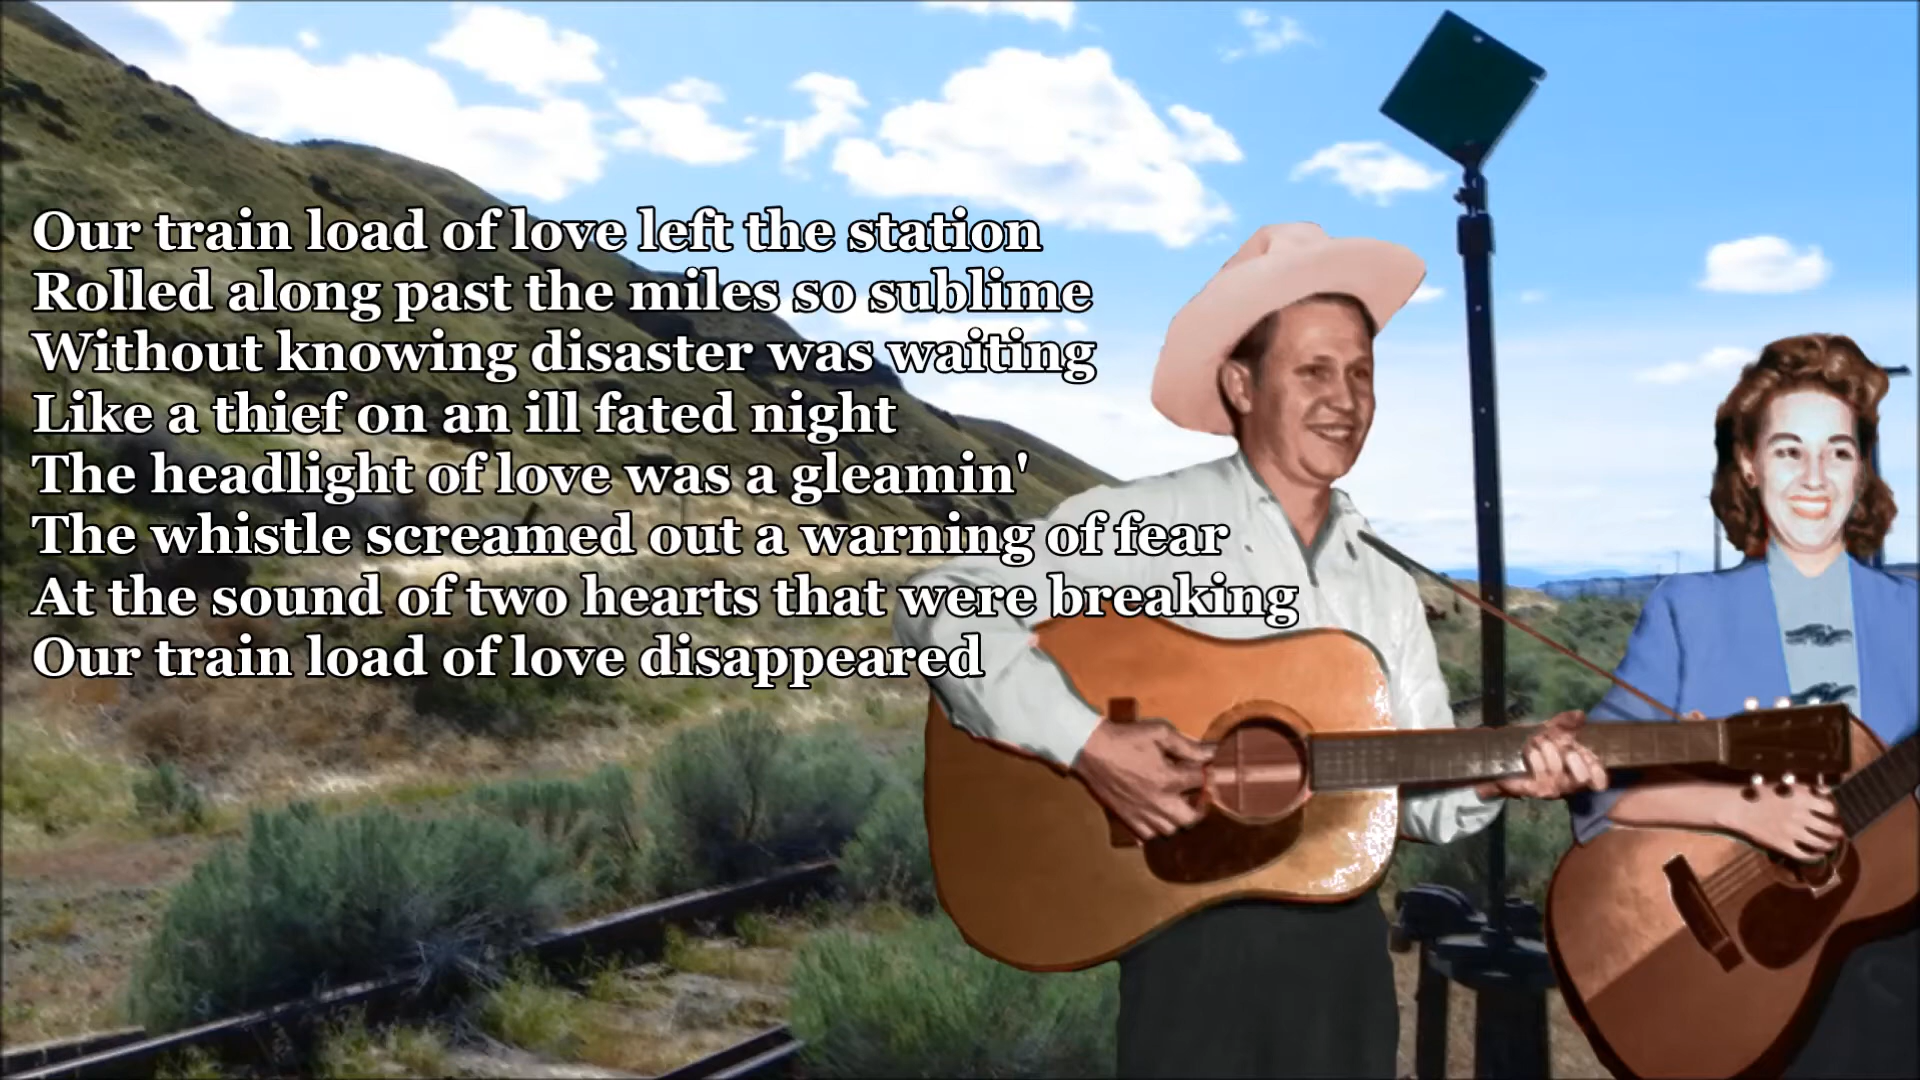 Our train load of love left the station
Rolled along past the miles so sublime
Without knowing disaster was waiting
Like a thief on an ill fated night
The headlight of love was a gleamin'
The whistle screamed out a warning of fear
At the sound of two hearts that were breaking
Our train load of love disappeared